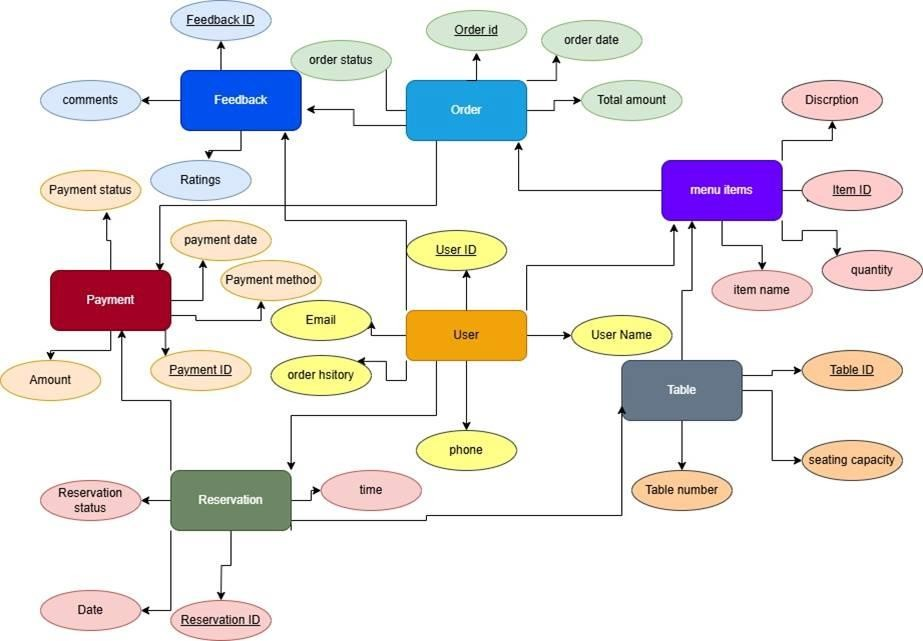 Feedback ID
Order id
order date
order status
comments
Feedback
Order
Total amount
Discrption
Ratings
Payment status
menu items
Item ID
payment date
User ID
quantity
Payment method
item name
Payment
Email
User
User Name
Amount
Payment ID
order hsitory
Table
Table ID
phone
seating capacity
Table number
Reservation
status
Reservation
time
Date
Reservation ID